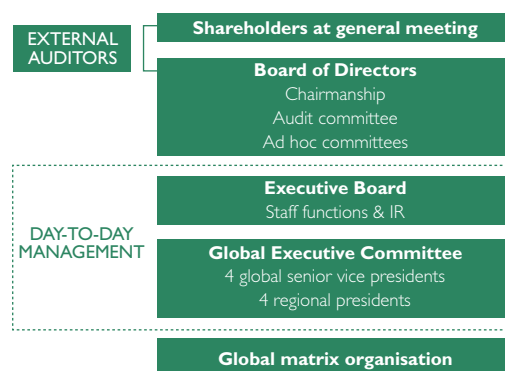 EXTERNAL
AUDITORS
Shareholders at general meeting
Board of Directors
Chairmanship
Audit committee
Ad hoc committees
DAY-TO-DAY
MANAGEMENT
Executive Board
Staff functions & IR
Global Executive Committee
4 global senior vice presidents
4 regional presidents
Global matrix organisation